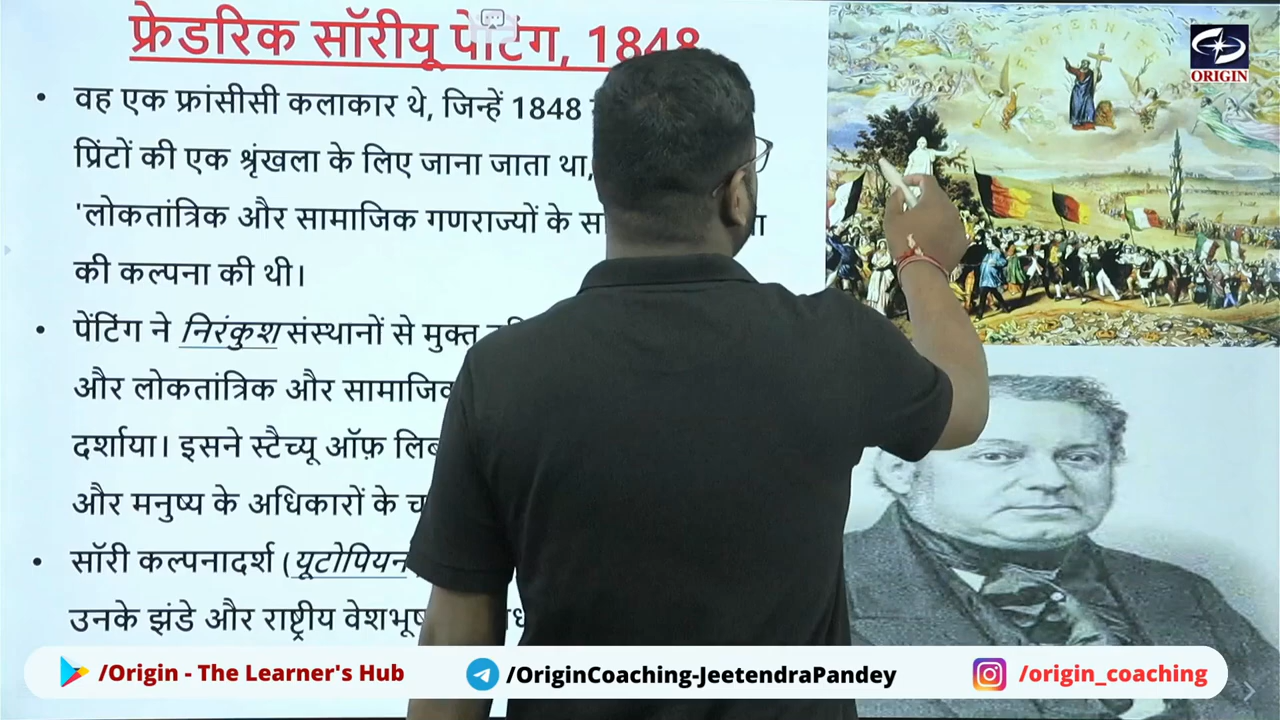 फ्रेडरिक सॉरीयू पेंटिंग, 1848
ORIGIN
वह एक फ्रांसीसी कलाकार थे, जिन्हें 1848
प्रिंटों की एक श्रृंखला के लिए जाना जाता था,
'लोकतांत्रिक और सामाजिक गणराज्यों के
की कल्पना की थी।
पेंटिंग ने निरंकुश संस्थानों से मुक्त
और लोकतांत्रिक और
दर्शाया। इसने स्टैच्यू ऑफ़
और मनुष्य के अधिकारों के
सॉरी कल्पनादर्श (यूटोपियन
उनके झंडे और राष्ट्रीय
/Origin - The Learner's Hub
/OriginCoaching-JeetendraPandey
/origin_coaching